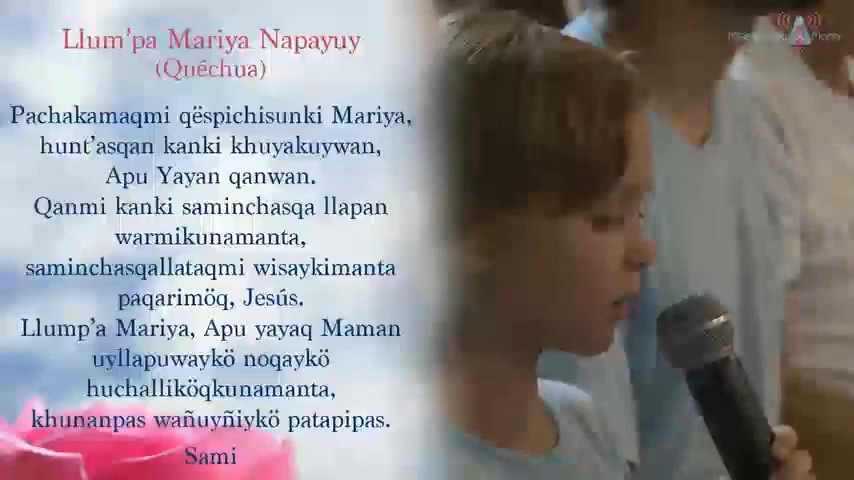 Llum'pa Mariya Napayuy
(Quéchua)
Pachakamaqmi qëspichisunki Mariya,
hunt'asqan kanki khuyakuywan,
Apu Yayan qanwan.
Qanmi kanki saminchasqa llapan
warmikunamanta,
saminchasqallataqmi wisaykimanta
paqarimöq, Jesús.
Llump'a Mariya, Apu yayaq Maman
uyllapuwaykö noqaykö
huchalliköqkunamanta,
khunanpas wañuyñiykö patapipas.
Sami